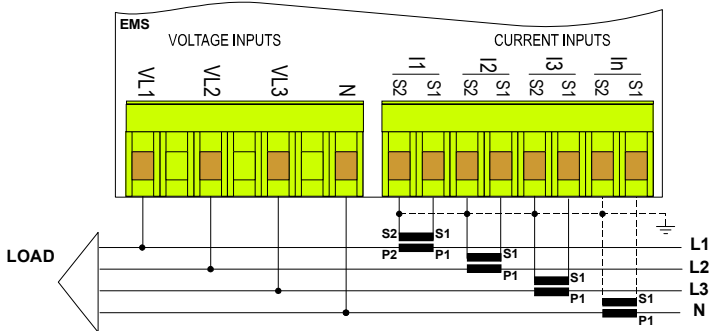 EMS
VOLTAGE INPUTS
CURRENT INPUTS
VL1 VL2 VL3 N
I1 I2 I3 In
S2 S1 S2 S1 S2 S1 S2 S1
S2 S1
L1
LOAD
P2 P1
S1
L2
P1
S1
L3
P1
S1
N
P1